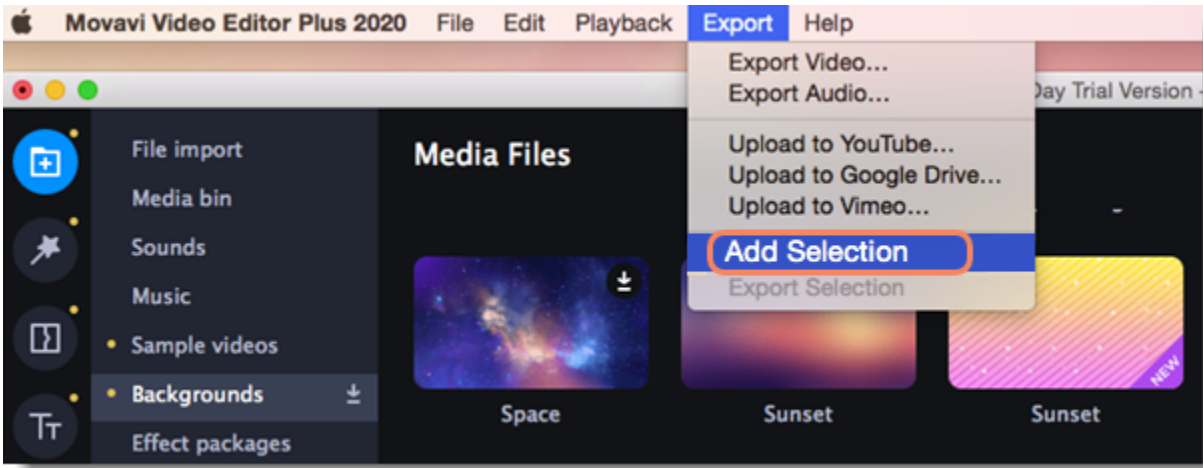 Movavi Video Editor Plus 2020 File Edit Playback Export Help
Export Video...
Export Audio...
Day Trial Version -
Upload to YouTube...
Upload to Google Drive...
Upload to Vimeo...
Add Selection
Export Selection
File import
Media bin
Sounds
Music
Sample videos
Backgrounds
Effect packages
Media Files
NEW
Space Sunset Sunset
Tт